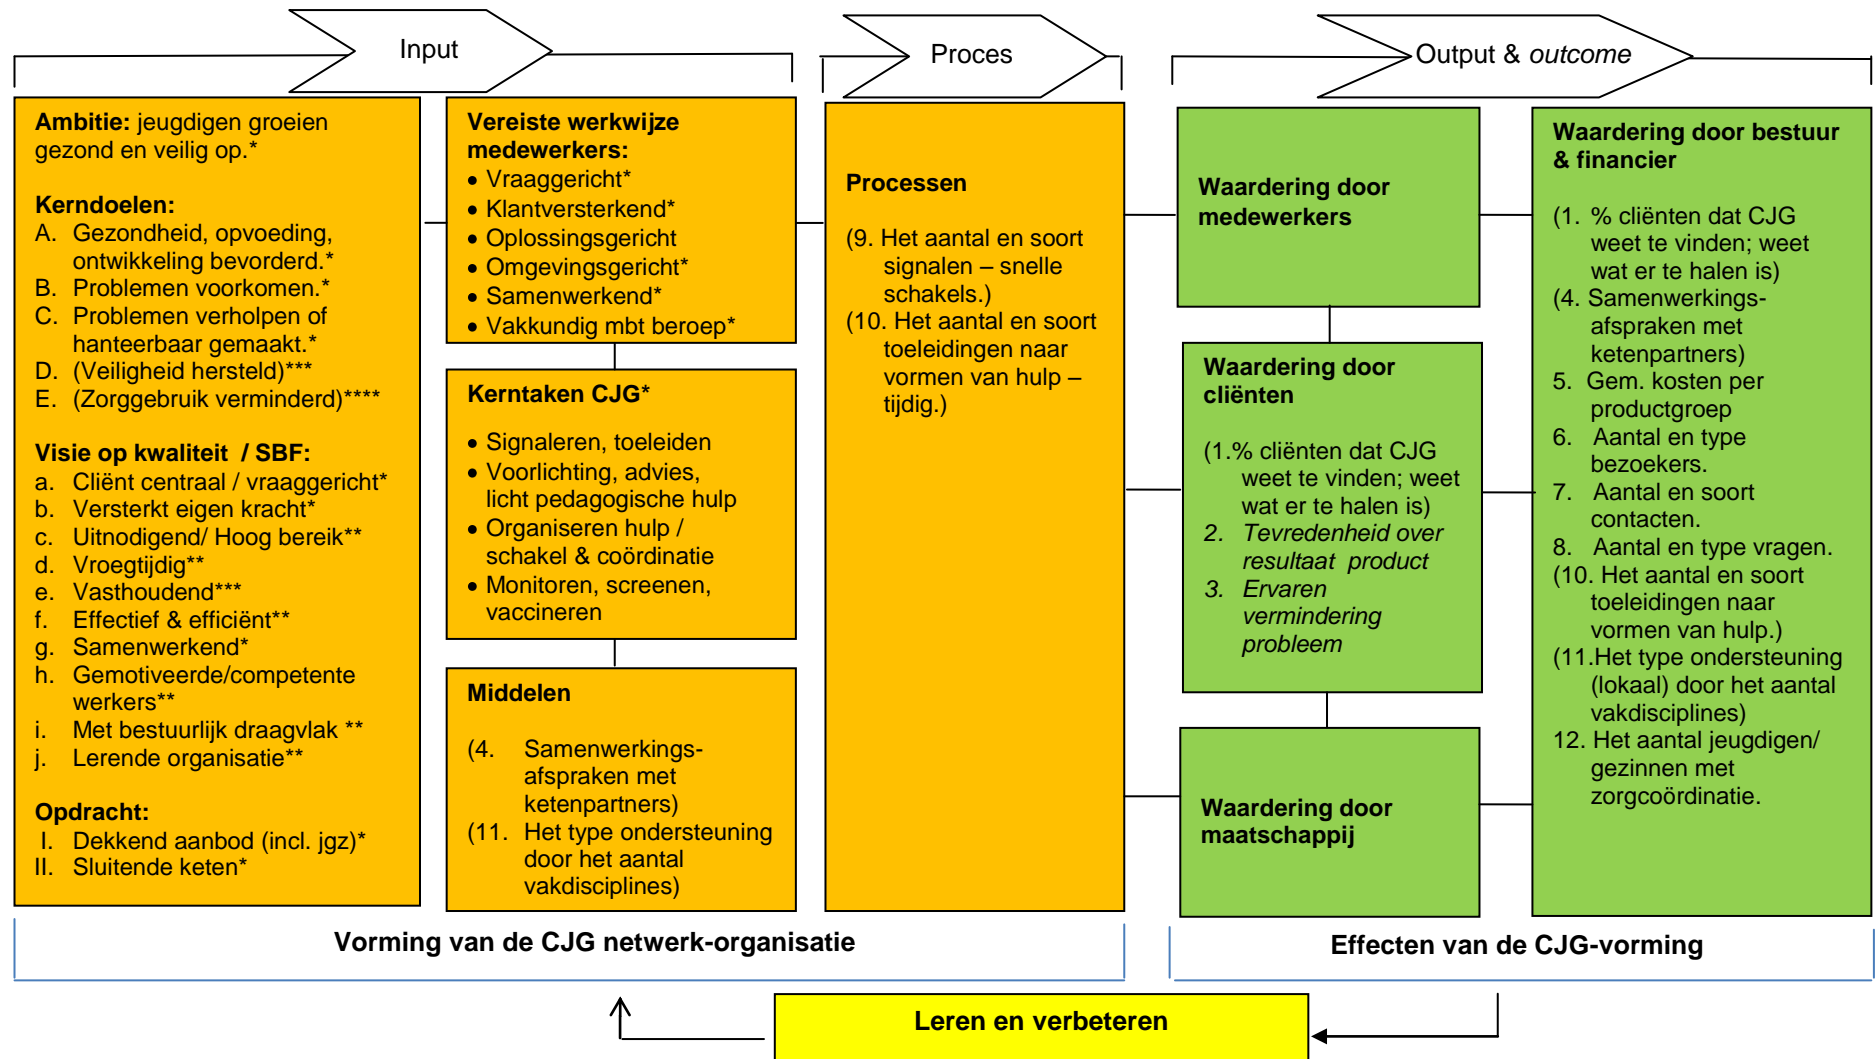 Input
Proces
Output & outcome
Ambitie: jeugdigen groeien
gezond en veilig op.*
Kerndoelen:
A. Gezondheid, opvoeding,
ontwikkeling bevorderd.*
B. Problemen voorkomen.*
C. Problemen verholpen of
hanteerbaar gemaakt.*
D. (Veiligheid hersteld)***
E. (Zorggebruik verminderd)****
Visie op kwaliteit / SBF:
a. Cliënt centraal / vraaggericht*
b. Versterkt eigen kracht*
c. Uitnodigend/ Hoog bereik**
d. Vroegtijdig**
e. Vasthoudend***
f. Effectief & efficiënt**
g. Samenwerkend*
h. Gemotiveerde/competente
werkers**
i. Met bestuurlijk draagvlak **
j. Lerende organisatie**
Opdracht:
I. Dekkend aanbod (incl. jgz)*
II. Sluitende keten*
Vereiste werkwijze
medewerkers:
• Vraaggericht*
• Klantversterkend*
• Oplossingsgericht
• Omgevingsgericht*
• Samenwerkend*
• Vakkundig mbt beroep*
Kerntaken CJG*
• Signaleren, toeleiden
• Voorlichting, advies,
licht pedagogische hulp
• Organiseren hulp /
schakel & coördinatie
• Monitoren, screenen,
vaccineren
Middelen
(4. Samenwerkings-
afspraken met
ketenpartners)
(11. Het type ondersteuning
door het aantal
vakdisciplines)
Processen
(9. Het aantal en soort
signalen – snelle
schakels.)
(10. Het aantal en soort
toeleidingen naar
vormen van hulp –
tijdig.)
Waardering door
medewerkers
Waardering door
cliënten
(1.% cliënten dat CJG
weet te vinden; weet
wat er te halen is)
2. Tevredenheid over
resultaat product
3. Ervaren
vermindering
probleem
Waardering door
maatschappij
Waardering door bestuur
& financier
(1. % cliënten dat CJG
weet te vinden; weet
wat er te halen is)
(4. Samenwerkings-
afspraken met
ketenpartners)
5. Gem. kosten per
productgroep
6. Aantal en type
bezoekers.
7. Aantal en soort
contacten.
8. Aantal en type vragen.
(10. Het aantal en soort
toeleidingen naar
vormen van hulp.)
(11.Het type ondersteuning
(lokaal) door het aantal
vakdisciplines)
12. Het aantal jeugdigen/
gezinnen met
zorgcoördinatie.
Vorming van de CJG netwerk-organisatie
Effecten van de CJG-vorming
Leren en verbeteren